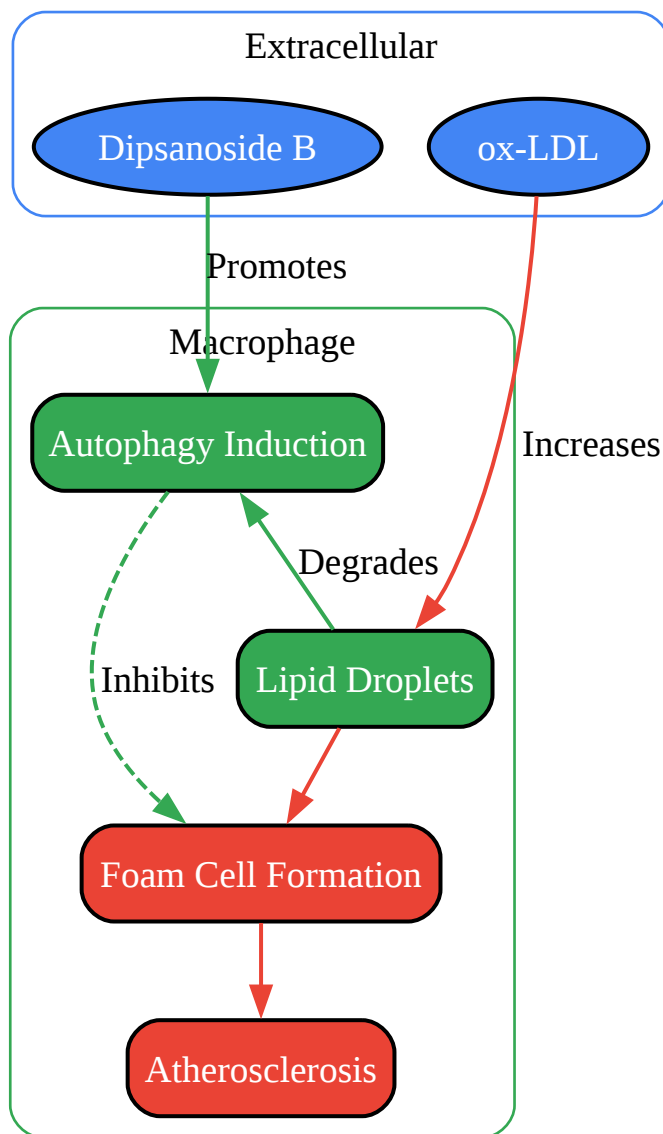 Extracellular
Dipsanoside B
ox-LDL
Promotes
Macrophage
Autophagy Induction
Increases
Degrades
Inhibits
Lipid Droplets
Foam Cell Formation
Atherosclerosis